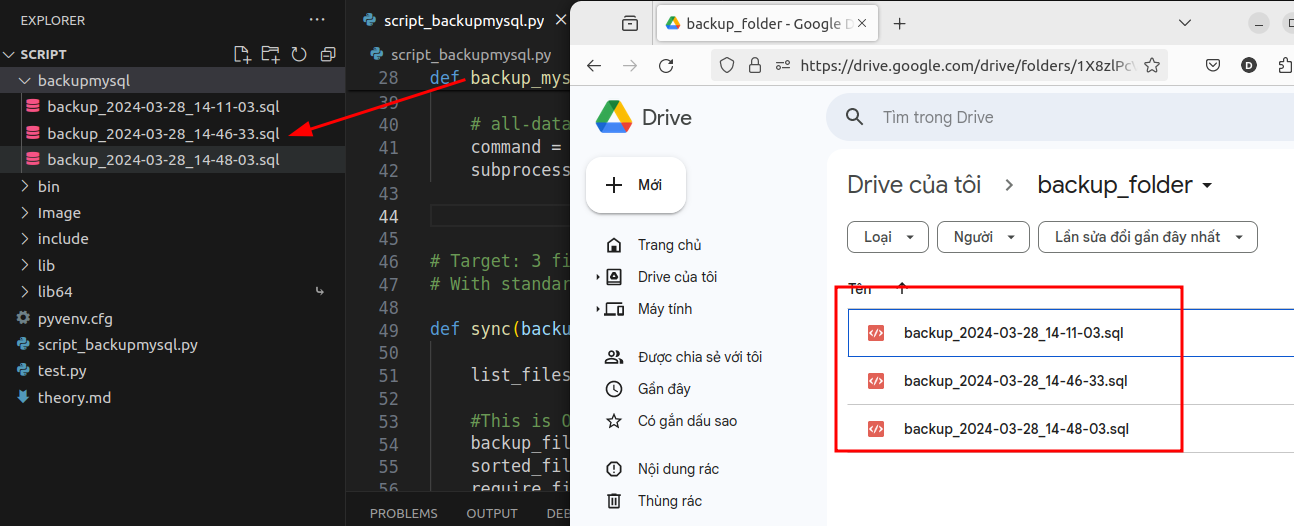 EXPLORER
SCRIPT
backupmysql
backup_2024-03-28_14-11-03.sql
backup_2024-03-28_14-46-33.sql
backup_2024-03-28_14-48-03.sql
bin
Image
include
lib
lib64
pyvenv.cfg
script_backupmysql.py
test.py
theory.md
script_backupmysql.py
script_backupmysql.py
28 def backup_mys
39
40 # all-data
41 command =
42 subprocess
43
44
45
46 # Target: 3 fi
47 # With standar
48
49 def sync(backu
50
51 list_files
52
53 #This is O
54 backup_fil
55 sorted_fil
56 require_fi
PROBLEMS OUTPUT DEB
backup_folder - Google D
https://drive.google.com/drive/folders/1X8zlPcV
D
Drive
Tìm trong Drive
Mới
Trang chủ
Drive của tôi
Máy tính
Được chia sẻ với tôi
Gần đây
Có gắn dấu sao
Nội dung rác
Thùng rác
Drive của tôi > backup_folder
Loại Người Lần sửa đổi gần đây nhất
Tên
backup_2024-03-28_14-11-03.sql
backup_2024-03-28_14-46-33.sql
backup_2024-03-28_14-48-03.sql